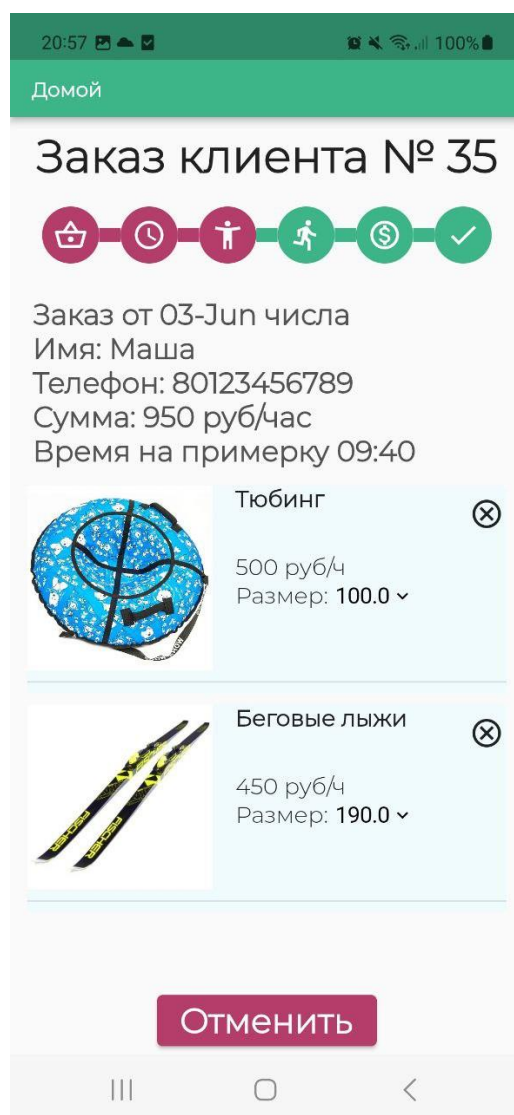 20:57
100%
Домой
Заказ клиента № 35
Заказ от 03-Jun числа
Имя: Маша
Телефон: 80123456789
Сумма: 950 руб/час
Время на примерку 09:40
Тюбинг
500 руб/ч
Размер: 100.0
Беговые лыжи
450 руб/ч
Размер: 190.0
FISCHER
FISCHER
Отменить